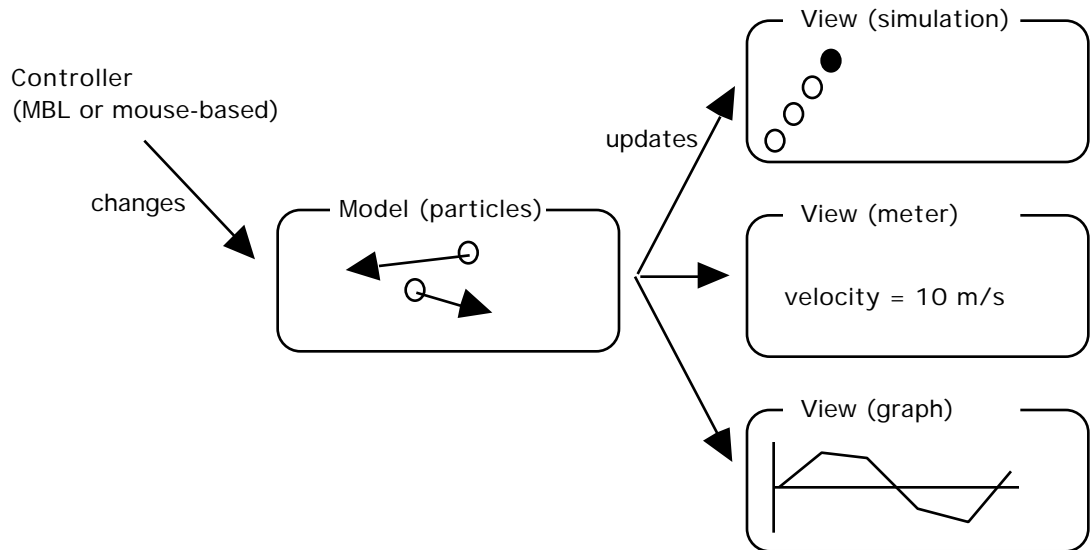 Controller
(MBL or mouse-based)
changes
Model (particles)
updates
View (simulation)
View (meter)
velocity = 10 m/s
View (graph)